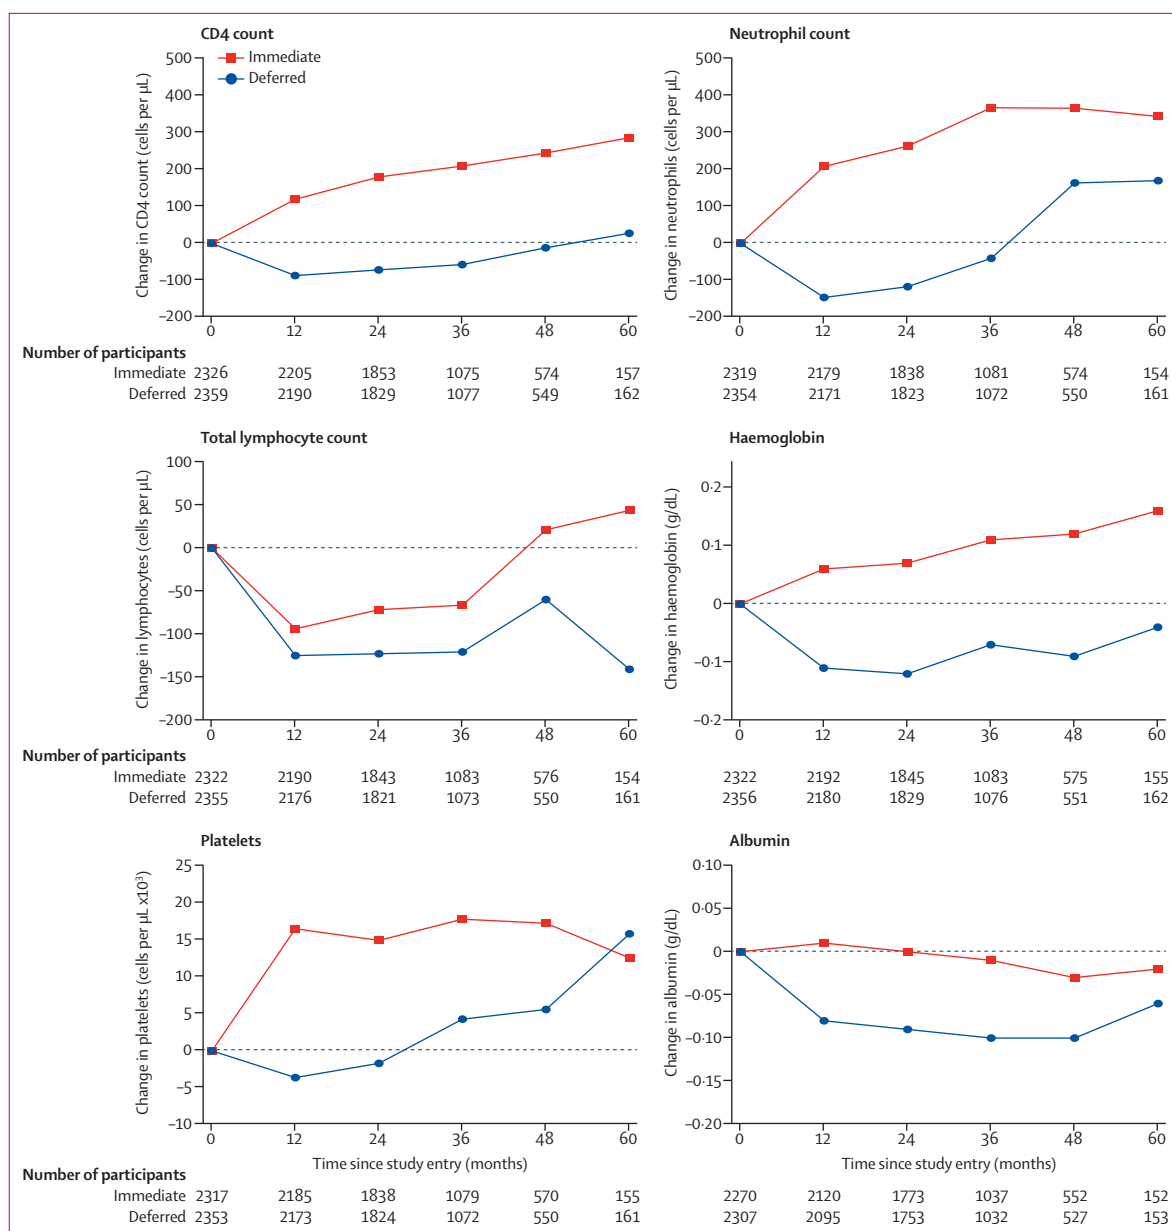 CD4 count
Change in CD4 count (cells per µL)
500
400
300
200
100
0
–100
–200
Immediate
Deferred
0 12 24 36 48 60
Neutrophil count
Change in neutrophils (cells per µL)
500
400
300
200
100
0
–100
–200
0 12 24 36 48 60
Number of participants
Immediate 2326 2205 1853 1075 574 157 2319 2179 1838 1081 574 154
Deferred 2359 2190 1829 1077 549 162 2354 2171 1823 1072 550 161
Total lymphocyte count
Change in lymphocytes (cells per µL)
100
50
0
–50
–100
–150
–200
0 12 24 36 48 60
Haemoglobin
Change in haemoglobin (g/dL)
0·2
0·1
0
–0·1
–0·2
0 12 24 36 48 60
Number of participants
Immediate 2322 2190 1843 1083 576 154 2322 2192 1845 1083 575 155
Deferred 2355 2176 1821 1073 550 161 2356 2180 1829 1076 551 162
Platelets
Change in platelets (cells per µL x10³)
25
20
15
10
5
0
–5
–10
0 12 24 36 48 60
Time since study entry (months)
Albumin
Change in albumin (g/dL)
0·10
0·05
0
–0·05
–0·10
–0·15
–0·20
0 12 24 36 48 60
Time since study entry (months)
Number of participants
Immediate 2317 2185 1838 1079 570 155 2270 2120 1773 1037 552 152
Deferred 2353 2173 1824 1072 550 161 2307 2095 1753 1032 527 153